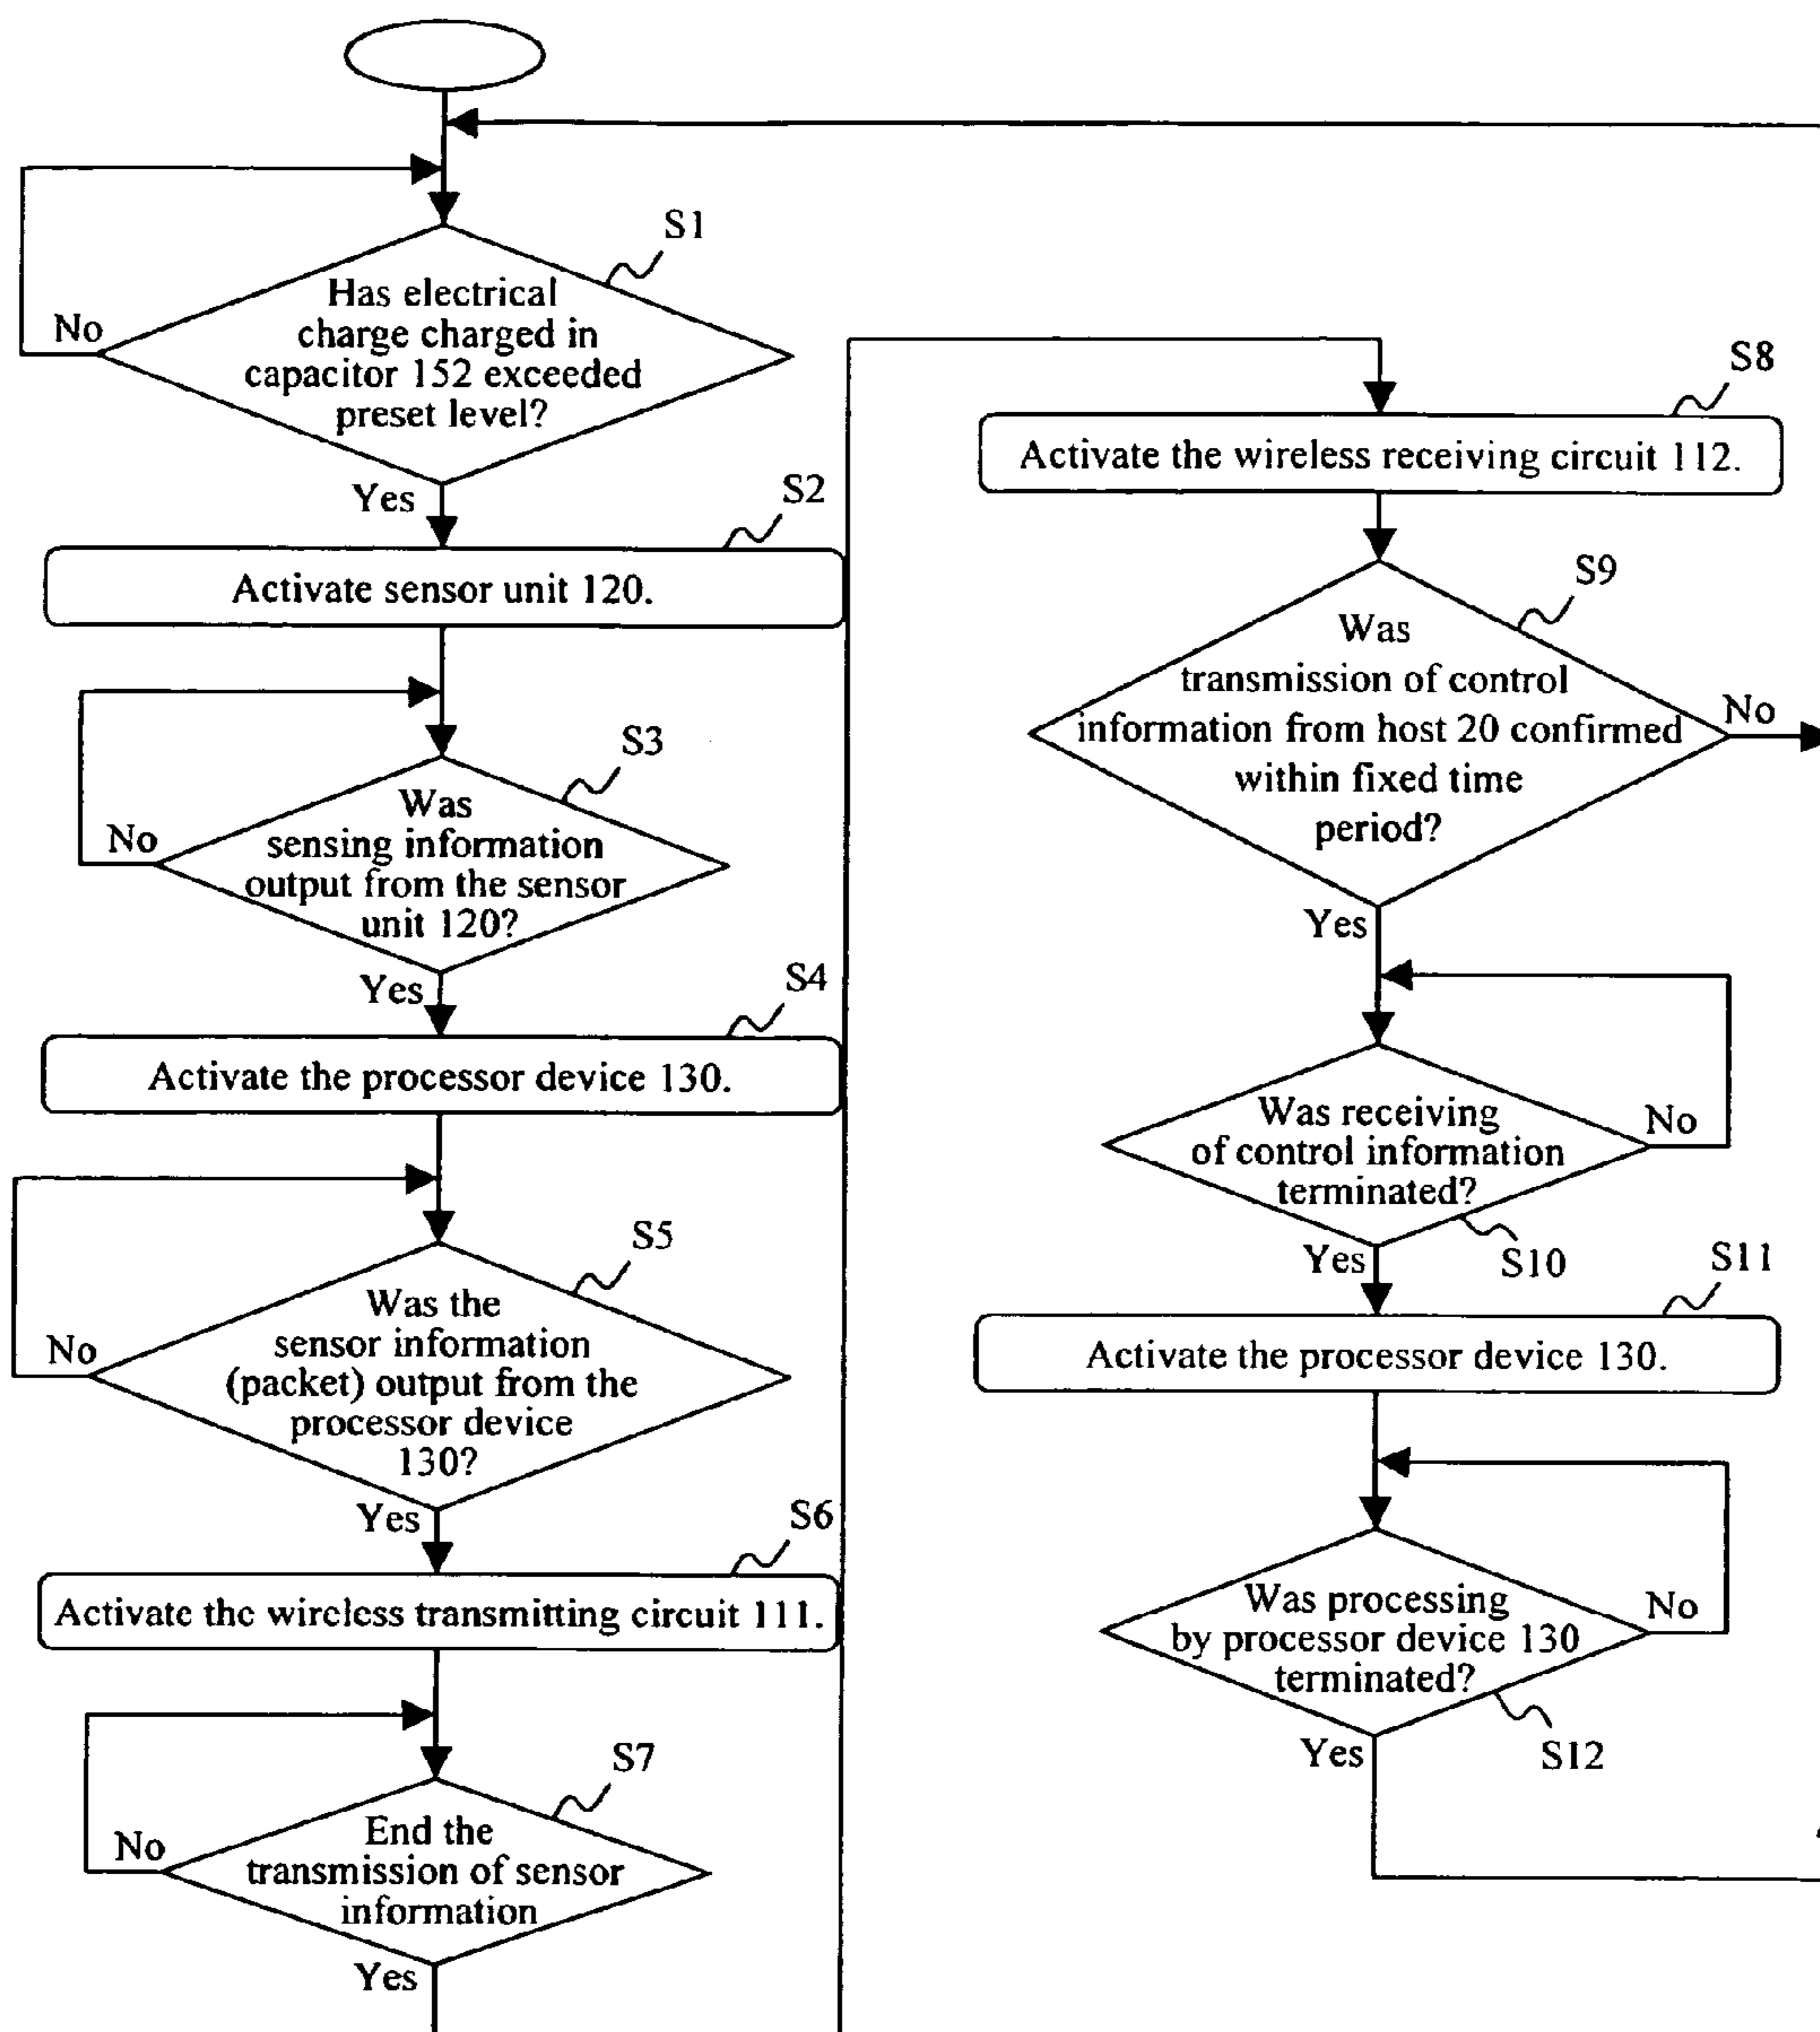 S1
Has electrical
charge charged in
capacitor 152 exceeded
preset level?
No
Yes
S2
Activate sensor unit 120.
S3
Was
sensing information
output from the sensor
unit 120?
No
Yes
S4
Activate the processor device 130.
S5
Was the
sensor information
(packet) output from the
processor device
130?
No
Yes
S6
Activate the wireless transmitting circuit 111.
S7
End the
transmission of sensor
information
No
Yes
S8
Activate the wireless receiving circuit 112.
S9
Was
transmission of control
information from host 20 confirmed
within fixed time
period?
No
Yes
Was receiving
of control information
terminated?
No
S10
Yes
S11
Activate the processor device 130.
Was processing
by processor device 130
terminated?
No
S12
Yes